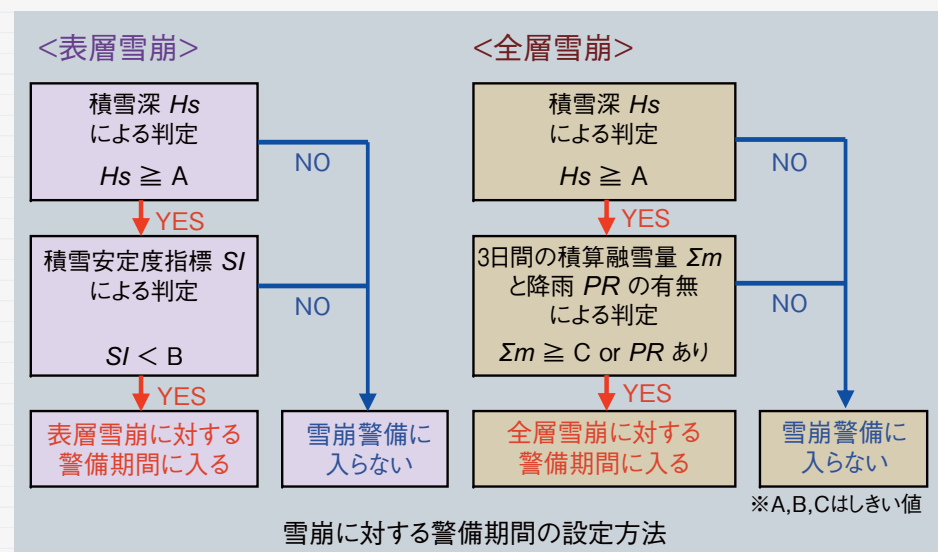 <表層雪崩>
積雪深 Hs
による判定
Hs ≧ A
NO
YES
積雪安定度指標 SI
による判定
SI < B
NO
YES
表層雪崩に対する
警備期間に入る
雪崩警備に
入らない
<全層雪崩>
積雪深 Hs
による判定
Hs ≧ A
NO
YES
3日間の積算融雪量 Σm
と降雨 PR の有無
による判定
Σm ≧ C or PR あり
NO
YES
全層雪崩に対する
警備期間に入る
雪崩警備に
入らない
※A,B,Cはしきい値
雪崩に対する警備期間の設定方法